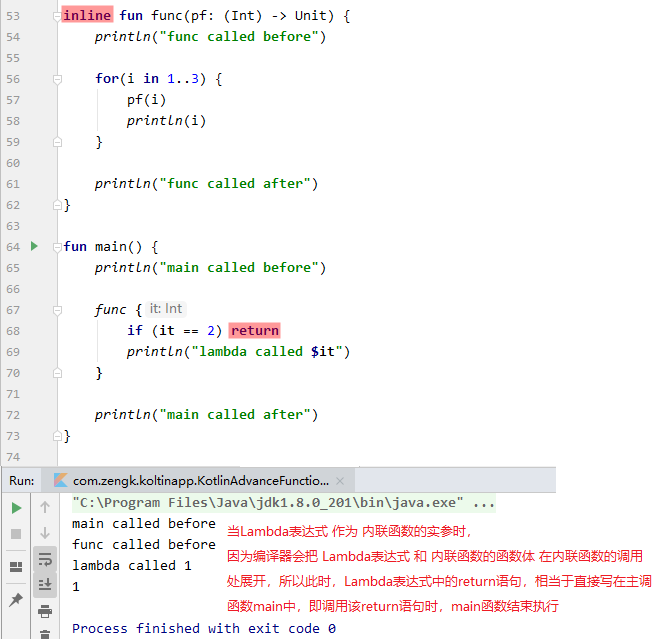 53 inline fun func(pf: (Int) -> Unit) {
54 println("func called before")
55
56 for(i in 1..3) {
57 pf(i)
58 println(i)
59 }
60
61 println("func called after")
62 }
63
64 fun main() {
65 println("main called before")
66
67 func { it: Int
68 if (it == 2) return
69 println("lambda called $it")
70 }
71
72 println("main called after")
73 }
74
Run: com.zengk.koltinapp.KotlinAdvanceFunctio... ×
"C:\Program Files\Java\jdk1.8.0_201\bin\java.exe" ...
main called before
func called before
lambda called 1
1
当Lambda表达式 作为 内联函数的实参时，
因为编译器会把 Lambda表达式 和 内联函数的函数体 在内联函数的调用
处展开，所以此时，Lambda表达式中的return语句，相当于直接写在主调
函数main中，即调用该return语句时，main函数结束执行
Process finished with exit code 0